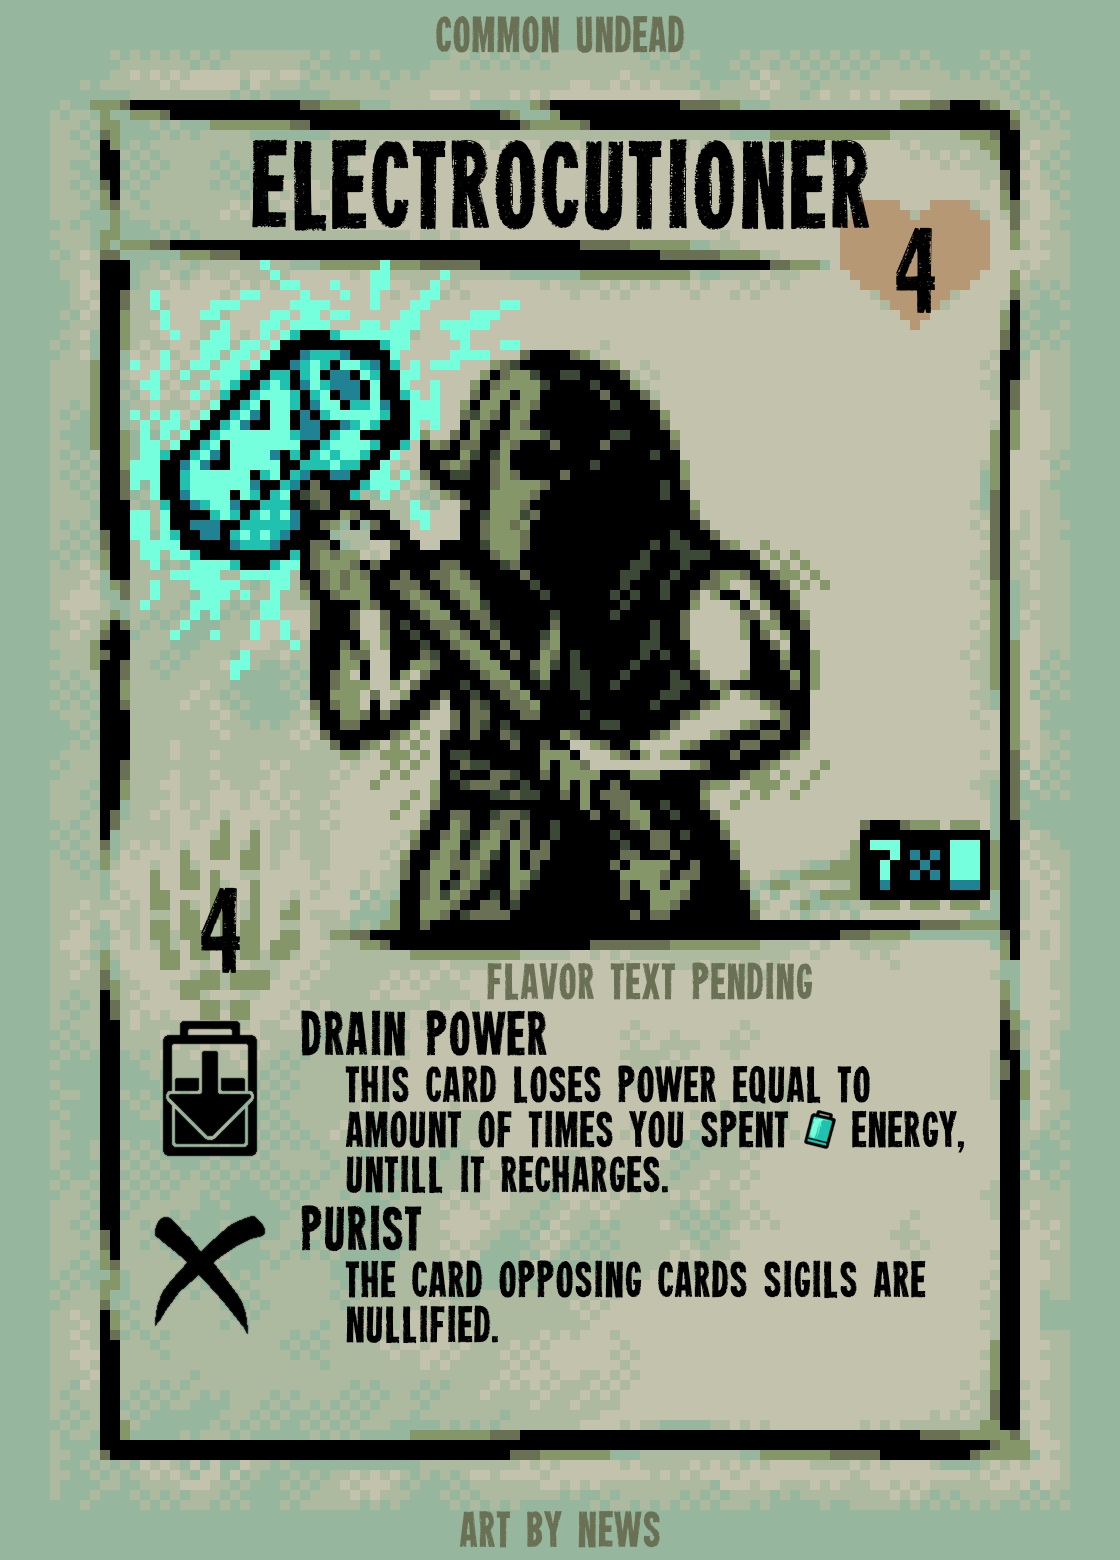 COMMON UNDEAD
ELECTROCUTIONER
4
7×
4
FLAVOR TEXT PENDING
DRAIN POWER
THIS CARD LOSES POWER EQUAL TO
AMOUNT OF TIMES YOU SPENT ENERGY,
UNTILL IT RECHARGES.
PURIST
THE CARD OPPOSING CARDS SIGILS ARE
NULLIFIED.
ART BY NEWS